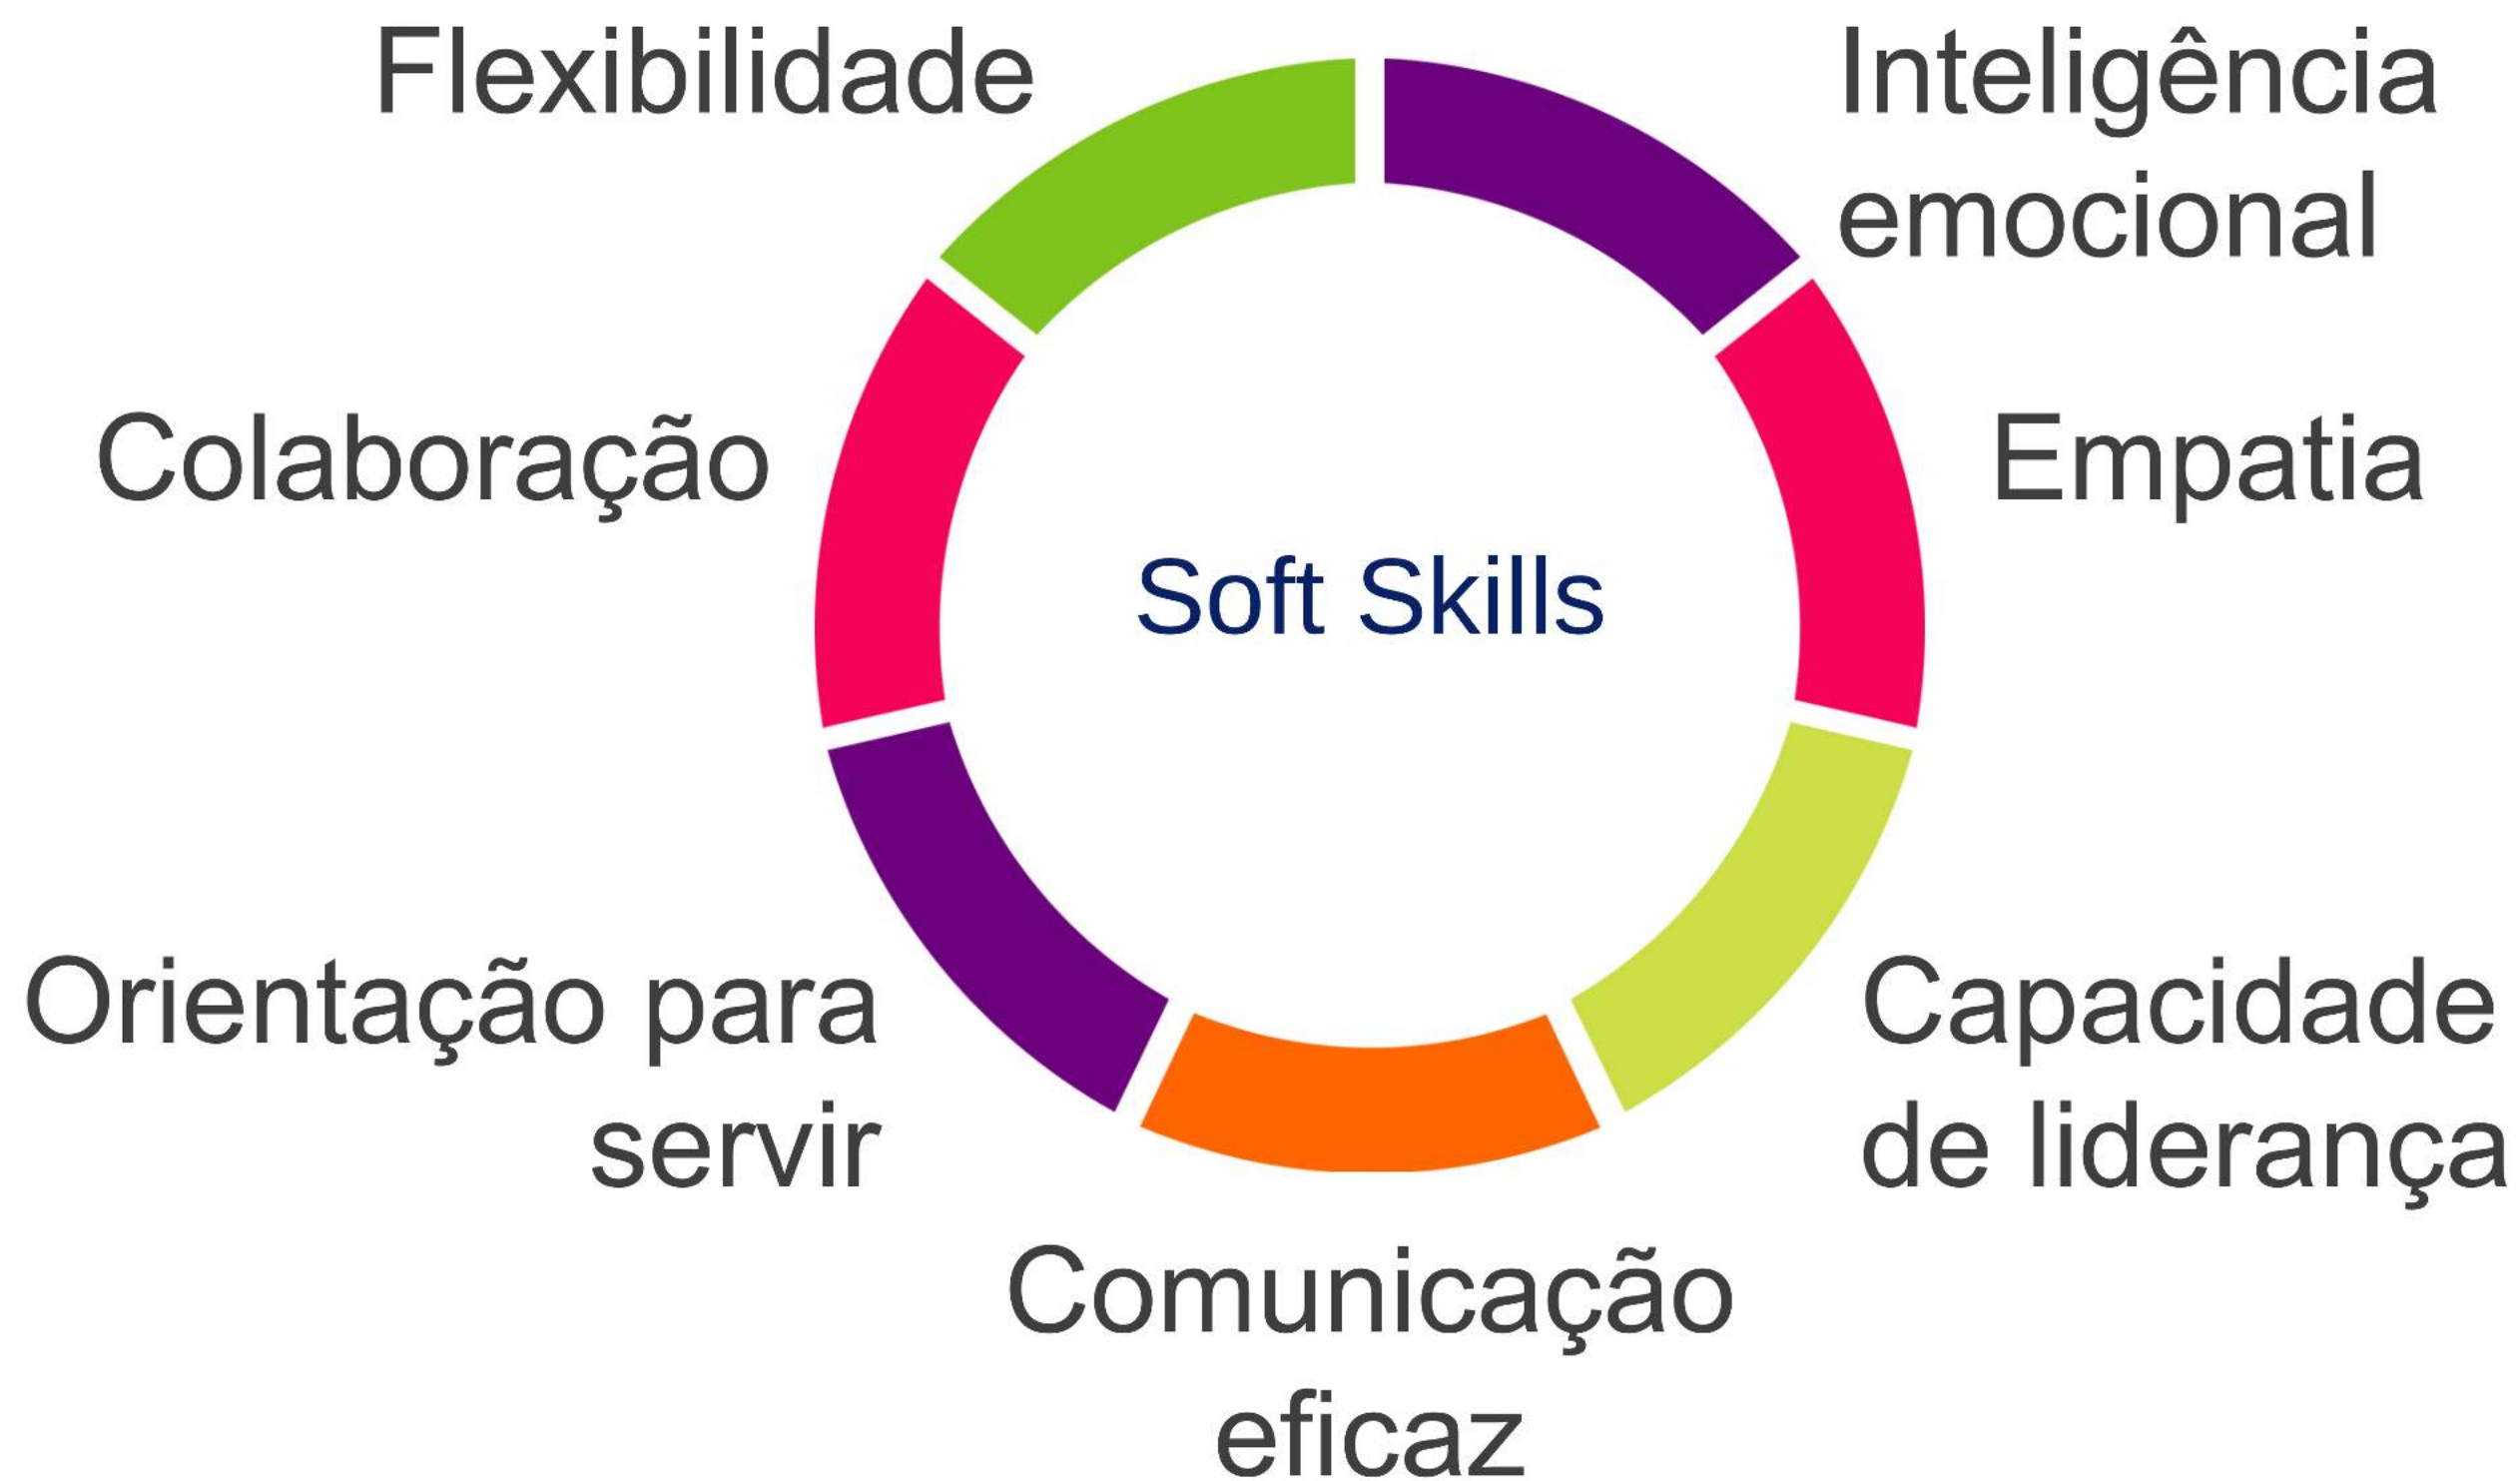 Flexibilidade
Inteligência
emocional
Colaboração
Empatia
Soft Skills
Orientação para
servir
Capacidade
de liderança
Comunicação
eficaz